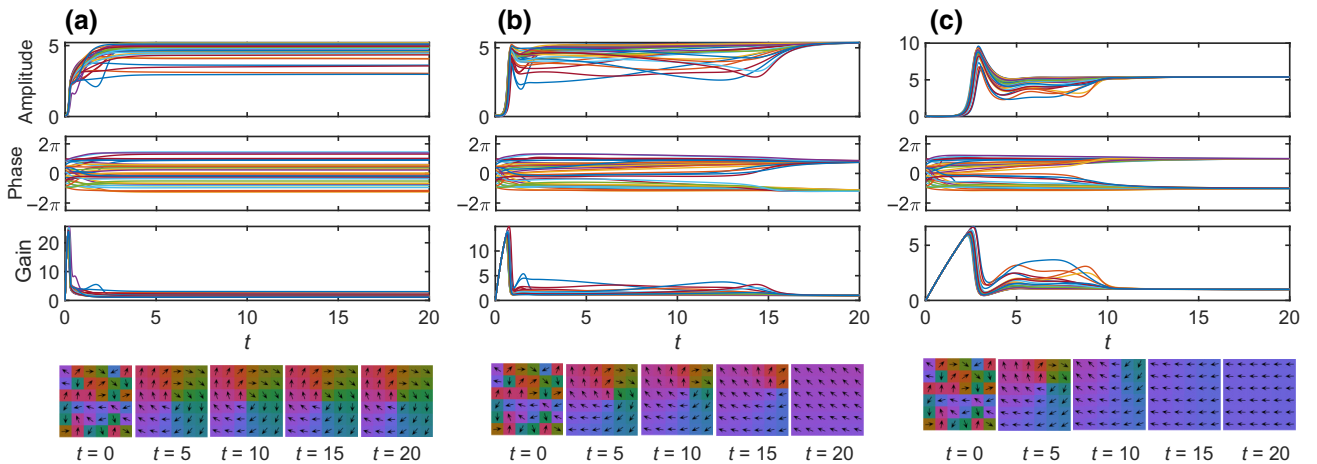 (a)
(b)
(c)
Amplitude
5
0
5
0
10
5
0
Phase
2π
0
−2π
2π
0
−2π
2π
0
−2π
Gain
20
10
0
10
5
0
5
0
0 5 10 15 20
0 5 10 15 20
0 5 10 15 20
t
t
t
t = 0 t = 5 t = 10 t = 15 t = 20
t = 0 t = 5 t = 10 t = 15 t = 20
t = 0 t = 5 t = 10 t = 15 t = 20